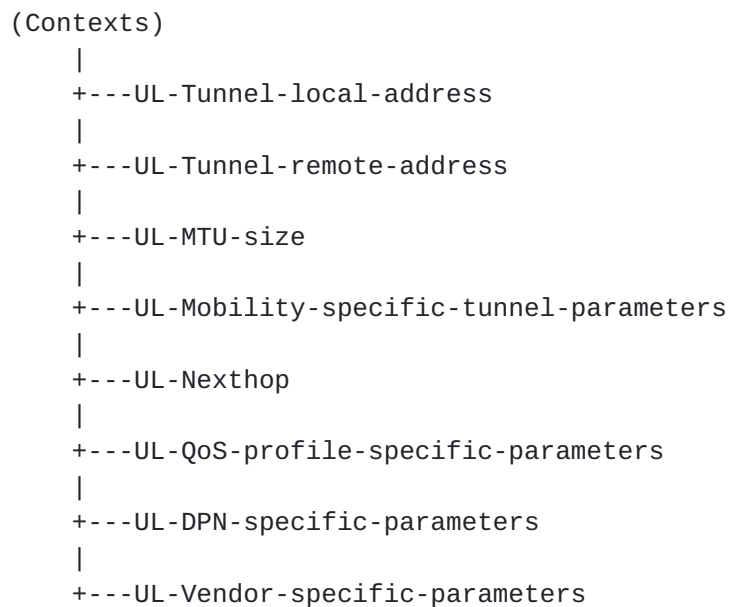 (Contexts)
    |
    +---UL-Tunnel-local-address
    |
    +---UL-Tunnel-remote-address
    |
    +---UL-MTU-size
    |
    +---UL-Mobility-specific-tunnel-parameters
    |
    +---UL-Nexthop
    |
    +---UL-QoS-profile-specific-parameters
    |
    +---UL-DPN-specific-parameters
    |
    +---UL-Vendor-specific-parameters